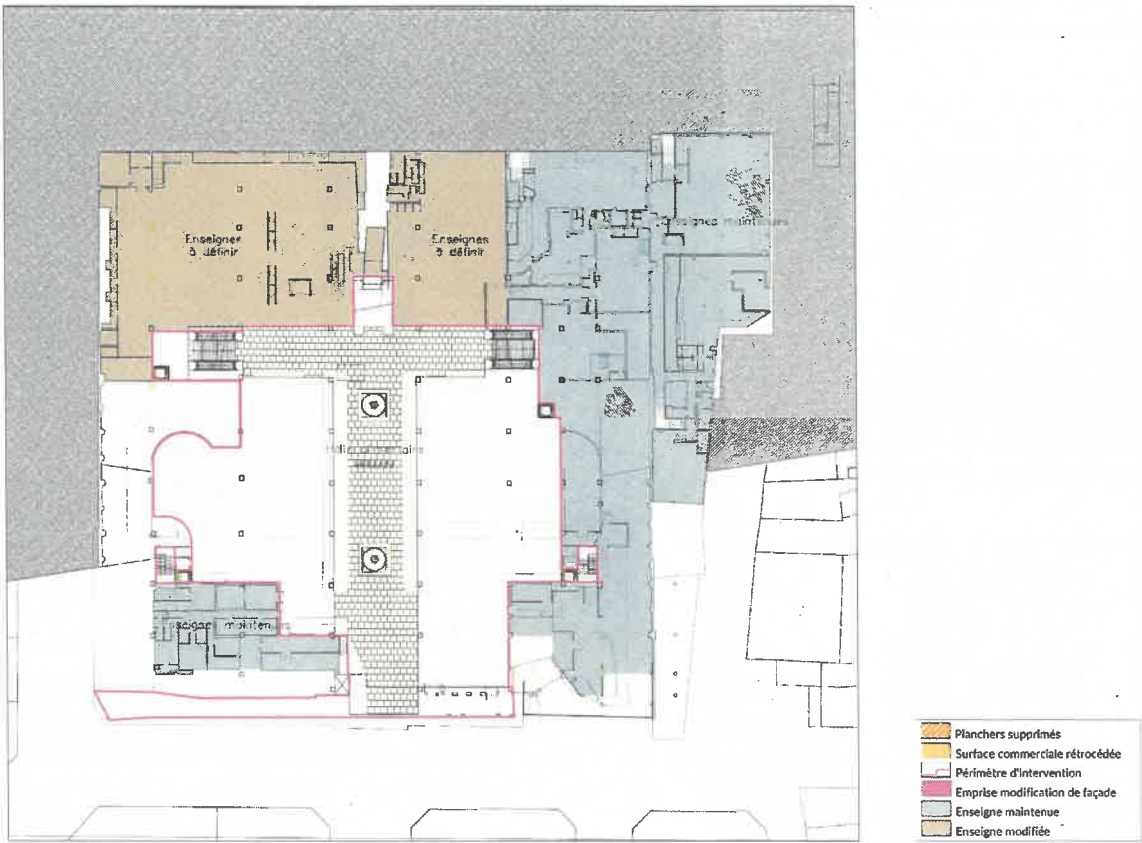 Enseignes
à définir
Enseignes
à définir
maintenues
Planchers supprimés
Surface commerciale rétrocédée
Périmètre d'intervention
Emprise modification de façade
Enseigne maintenue
Enseigne modifiée